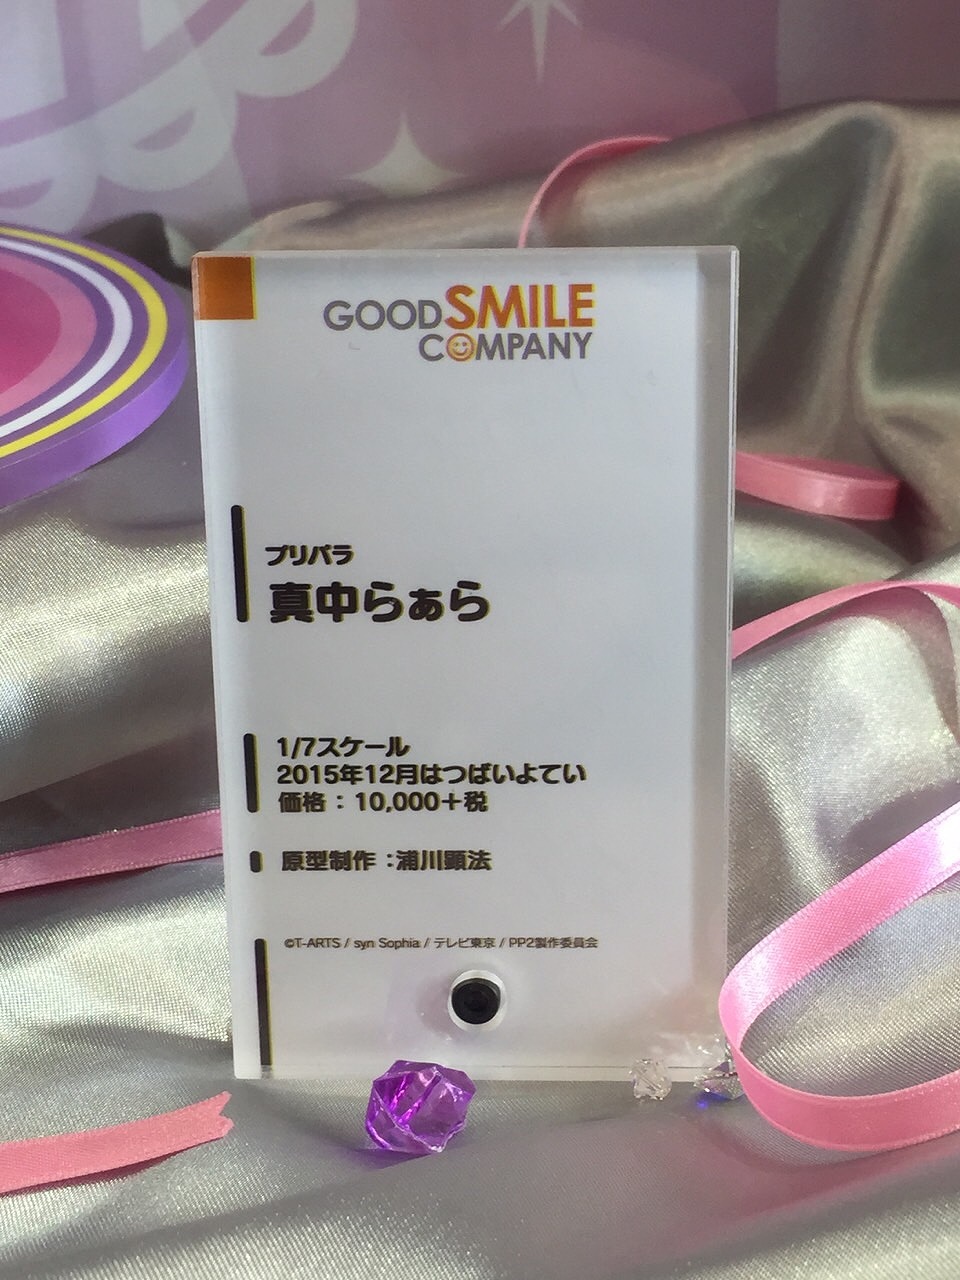 GOODSMILE
COMPANY
プリパラ
真中らぁら
1/7スケール
2015年12月はつばいよてい
価格：10,000+税
原型制作：浦川顕法
©T-ARTS / syn Sophia / テレビ東京 / PP2製作委員会